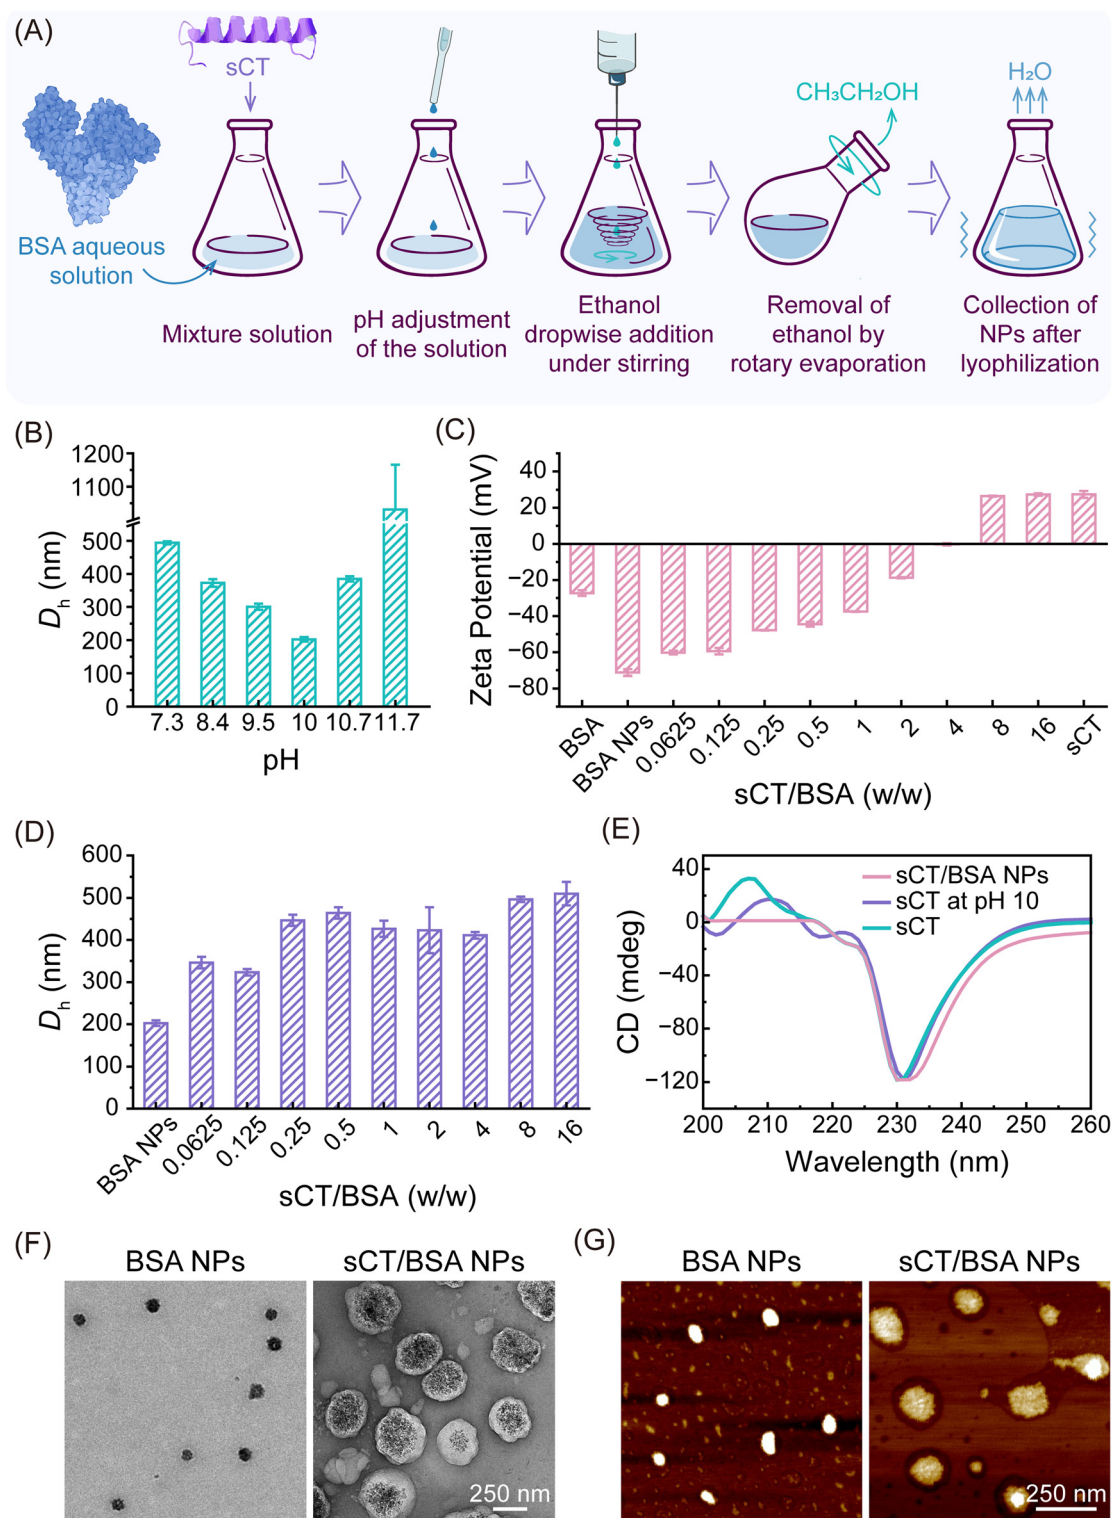 (A)
sCT
BSA aqueous
solution
CH₃CH₂OH
H₂O
Mixture solution
pH adjustment
of the solution
Ethanol
dropwise addition
under stirring
Removal of
ethanol by
rotary evaporation
Collection of
NPs after
lyophilization
(B)
1200
1100
500
400
300
200
100
0
Dₕ (nm)
7.3 8.4 9.5 10 10.7 11.7
pH
(C)
40
20
0
−20
−40
−60
−80
Zeta Potential (mV)
BSA BSA NPs 0.0625 0.125 0.25 0.5 1 2 4 8 16 sCT
sCT/BSA (w/w)
(D)
600
500
400
300
200
100
0
Dₕ (nm)
BSA NPs 0.0625 0.125 0.25 0.5 1 2 4 8 16
sCT/BSA (w/w)
(E)
40
0
−40
−80
−120
CD (mdeg)
sCT/BSA NPs
sCT at pH 10
sCT
200 210 220 230 240 250 260
Wavelength (nm)
(F)
BSA NPs
sCT/BSA NPs
250 nm
(G)
BSA NPs
sCT/BSA NPs
250 nm